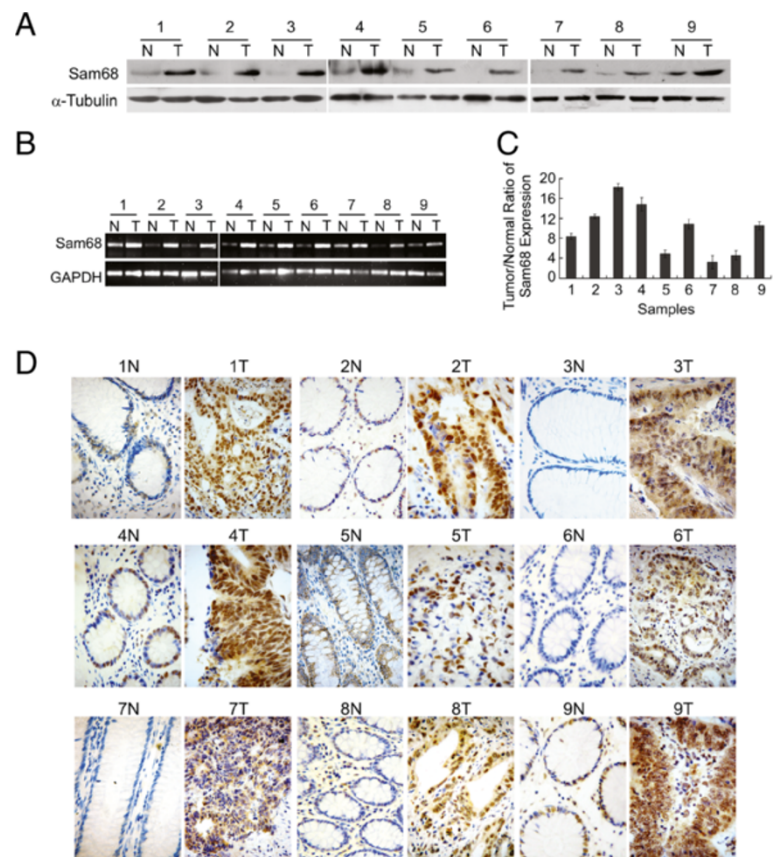 A
1 2 3 4 5 6 7 8 9
N T N T N T N T N T N T N T N T N T
Sam68
α-Tubulin
B
1 2 3 4 5 6 7 8 9
N T N T N T N T N T N T N T N T N T
Sam68
GAPDH
C
Tumor/Normal Ratio of
Sam68 Expression
20
16
12
8
4
0
1 2 3 4 5 6 7 8 9
Samples
D
1N 1T 2N 2T 3N 3T
4N 4T 5N 5T 6N 6T
7N 7T 8N 8T 9N 9T